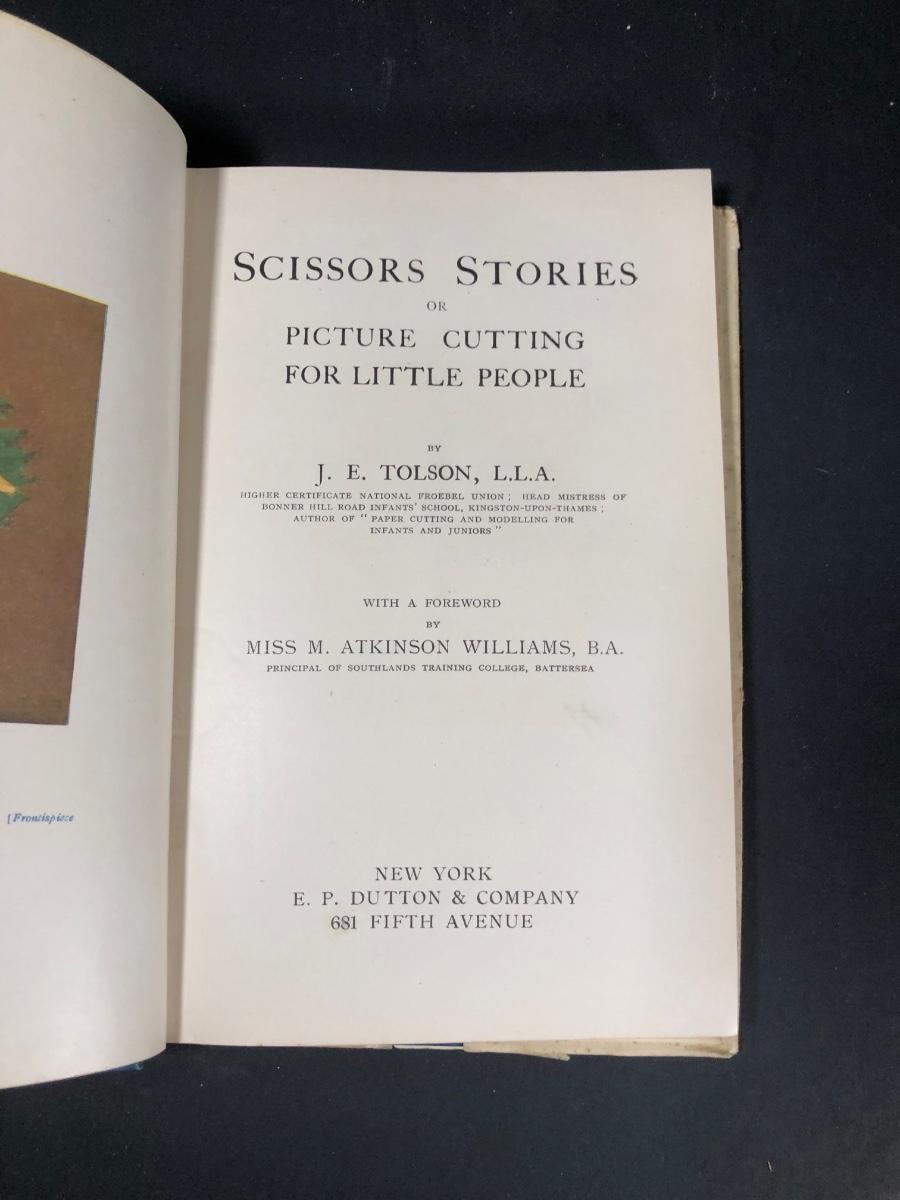 SCISSORS STORIES
OR
PICTURE CUTTING
FOR LITTLE PEOPLE
BY
J. E. TOLSON, L.L.A.
HIGHER CERTIFICATE NATIONAL FROEBEL UNION; HEAD MISTRESS OF
BONNER HILL ROAD INFANTS' SCHOOL, KINGSTON-UPON-THAMES;
AUTHOR OF "PAPER CUTTING AND MODELLING FOR
INFANTS AND JUNIORS"
WITH A FOREWORD
BY
MISS M. ATKINSON WILLIAMS, B.A.
PRINCIPAL OF SOUTHLANDS TRAINING COLLEGE, BATTERSEA
NEW YORK
E. P. DUTTON & COMPANY
681 FIFTH AVENUE
[Frontispiece